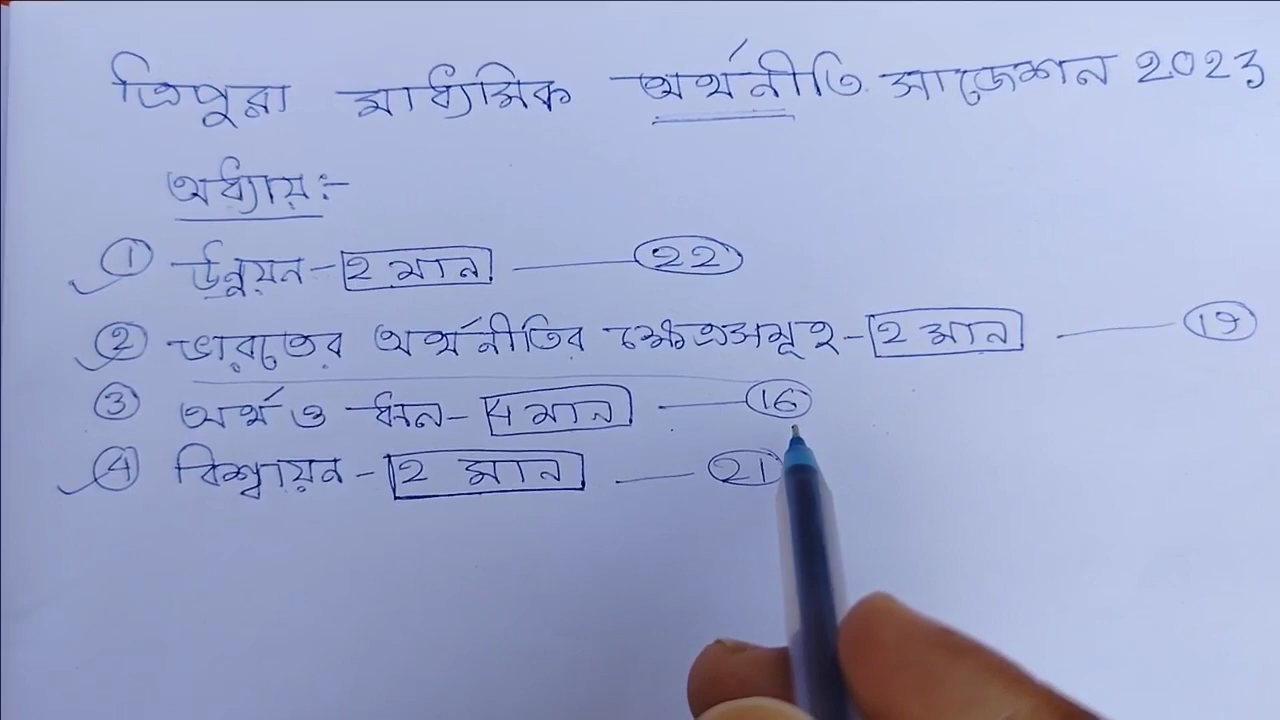 ত্রিপুরা মাধ্যমিক অর্থনীতি সাজেশন 2023
অধ্যায়ঃ-
1 উন্নয়ন - 2 মান — 22
2 ভারতের অর্থনীতির ক্ষেত্রসমূহ - 2 মান — 19
3 অর্থ ও ঋন - 4 মান — 16
4 বিশ্বায়ন - 2 মান — 21